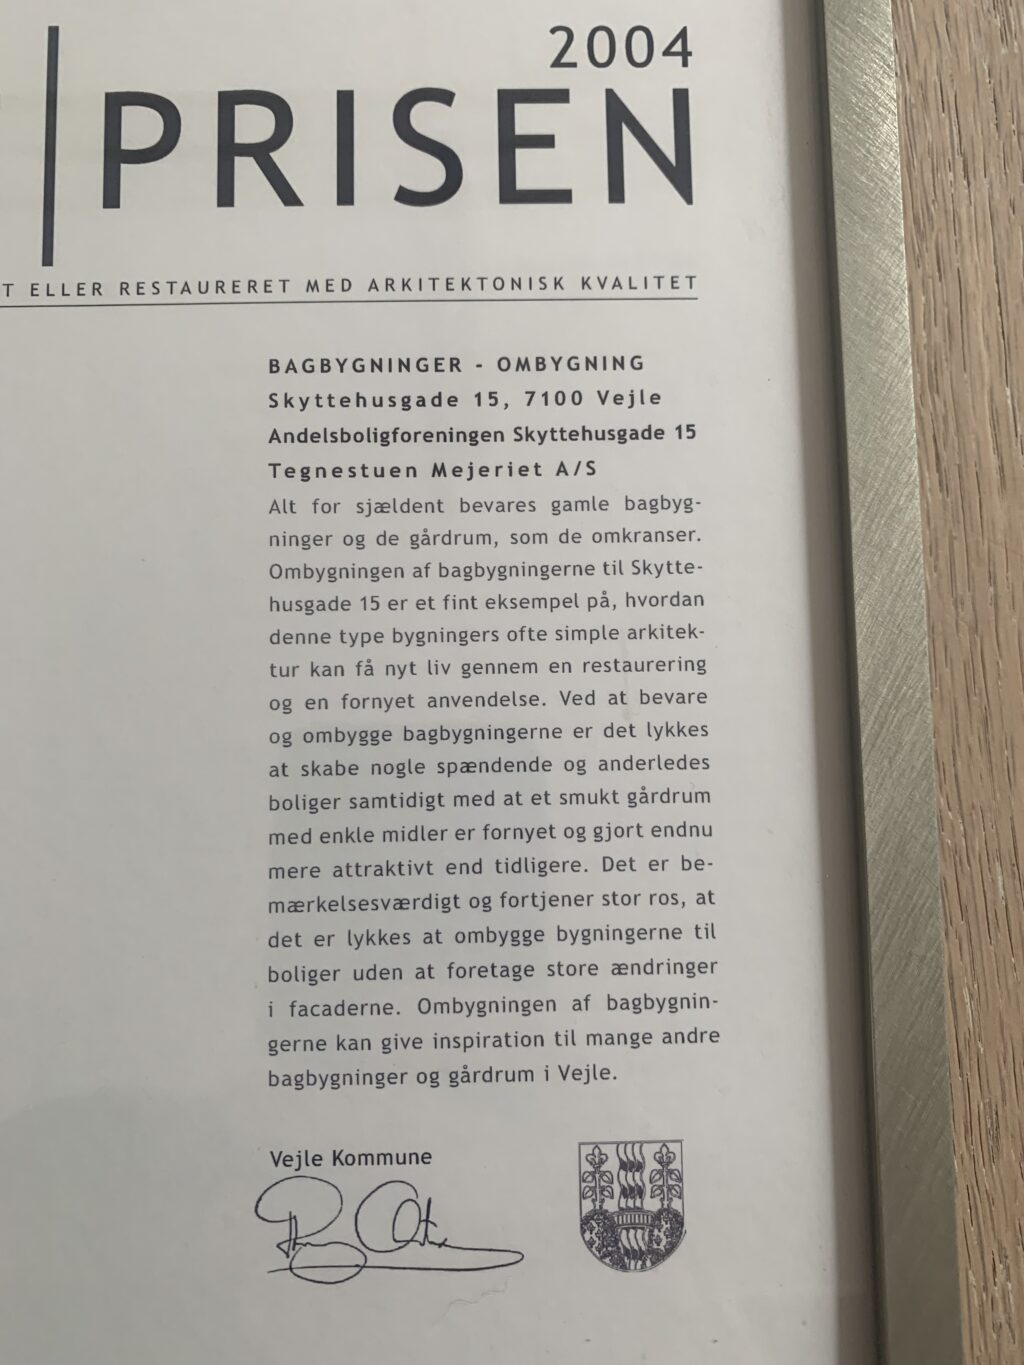 2004
PRISEN
T ELLER RESTAURERET MED ARKITEKTONISK KVALITET
BAGBYGNINGER - OMBYGNING
Skyttehusgade 15, 7100 Vejle
Andelsboligforeningen Skyttehusgade 15
Tegnestuen Mejeriet A/S
Alt for sjældent bevares gamle bagbyg-
ninger og de gårdrum, som de omkranser.
Ombygningen af bagbygningerne til Skytte-
husgade 15 er et fint eksempel på, hvordan
denne type bygningers ofte simple arkitek-
tur kan få nyt liv gennem en restaurering
og en fornyet anvendelse. Ved at bevare
og ombygge bagbygningerne er det lykkes
at skabe nogle spændende og anderledes
boliger samtidigt med at et smukt gårdrum
med enkle midler er fornyet og gjort endnu
mere attraktivt end tidligere. Det er be-
mærkelsesværdigt og fortjener stor ros, at
det er lykkes at ombygge bygningerne til
boliger uden at foretage store ændringer
i facaderne. Ombygningen af bagbygnin-
gerne kan give inspiration til mange andre
bagbygninger og gårdrum i Vejle.
Vejle Kommune